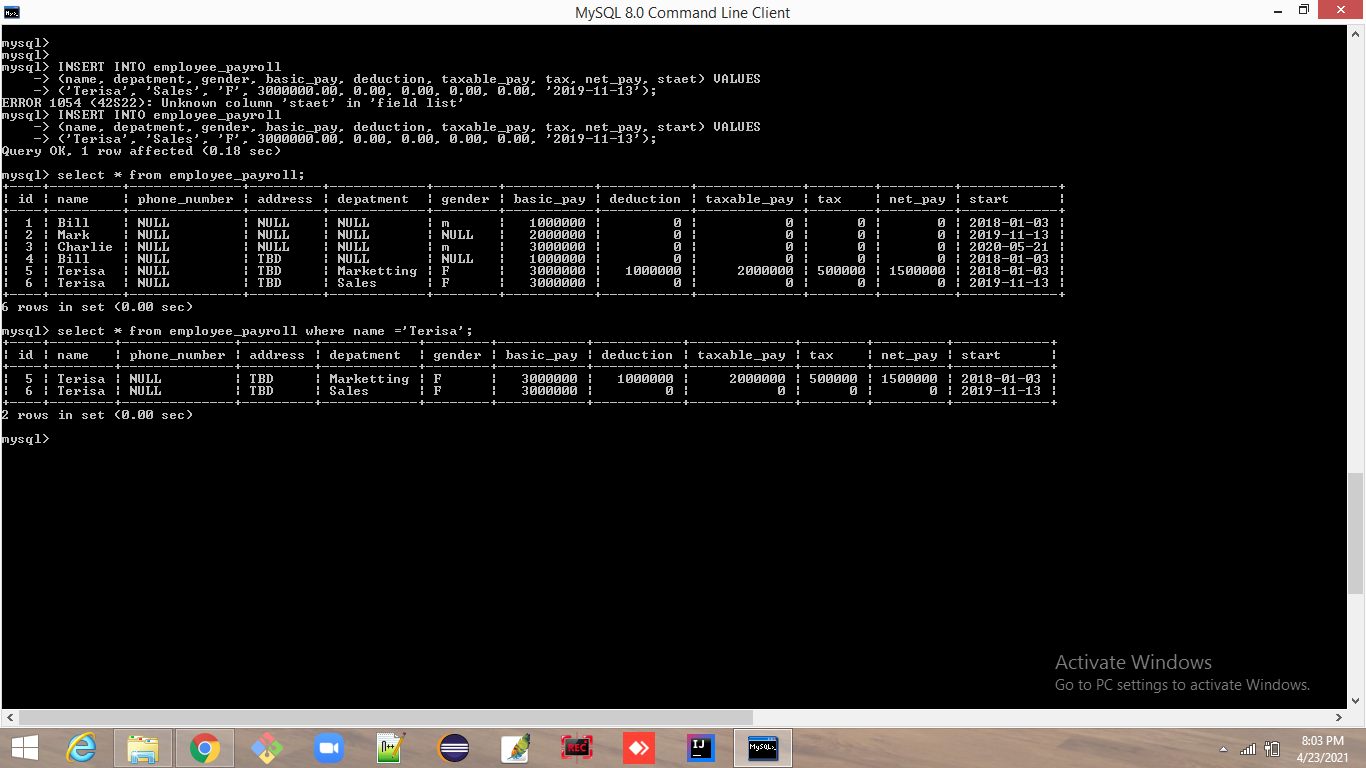 MySQL 8.0 Command Line Client
mysql>
mysql>
mysql> INSERT INTO employee_payroll
    -> (name, depatment, gender, basic_pay, deduction, taxable_pay, tax, net_pay, staet) VALUES
    -> ('Terisa', 'Sales', 'F', 3000000.00, 0.00, 0.00, 0.00, 0.00, '2019-11-13');
ERROR 1054 (42S22): Unknown column 'staet' in 'field list'
mysql> INSERT INTO employee_payroll
    -> (name, depatment, gender, basic_pay, deduction, taxable_pay, tax, net_pay, start) VALUES
    -> ('Terisa', 'Sales', 'F', 3000000.00, 0.00, 0.00, 0.00, 0.00, '2019-11-13');
Query OK, 1 row affected (0.18 sec)
mysql> select * from employee_payroll;
| id | name | phone_number | address | depatment | gender | basic_pay | deduction | taxable_pay | tax | net_pay | start |
| 1 | Bill | NULL | NULL | NULL | m | 1000000 | 0 | 0 | 0 | 0 | 2018-01-03 |
| 2 | Mark | NULL | NULL | NULL | NULL | 2000000 | 0 | 0 | 0 | 0 | 2019-11-13 |
| 3 | Charlie | NULL | NULL | NULL | m | 3000000 | 0 | 0 | 0 | 0 | 2020-05-21 |
| 4 | Bill | NULL | TBD | NULL | NULL | 1000000 | 0 | 0 | 0 | 0 | 2018-01-03 |
| 5 | Terisa | NULL | TBD | Marketting | F | 3000000 | 1000000 | 2000000 | 500000 | 1500000 | 2018-01-03 |
| 6 | Terisa | NULL | TBD | Sales | F | 3000000 | 0 | 0 | 0 | 0 | 2019-11-13 |
6 rows in set (0.00 sec)
mysql> select * from employee_payroll where name ='Terisa';
| id | name | phone_number | address | depatment | gender | basic_pay | deduction | taxable_pay | tax | net_pay | start |
| 5 | Terisa | NULL | TBD | Marketting | F | 3000000 | 1000000 | 2000000 | 500000 | 1500000 | 2018-01-03 |
| 6 | Terisa | NULL | TBD | Sales | F | 3000000 | 0 | 0 | 0 | 0 | 2019-11-13 |
2 rows in set (0.00 sec)
mysql>
Activate Windows
Go to PC settings to activate Windows.
REC
IJ
MySQL
8:03 PM
4/23/2021